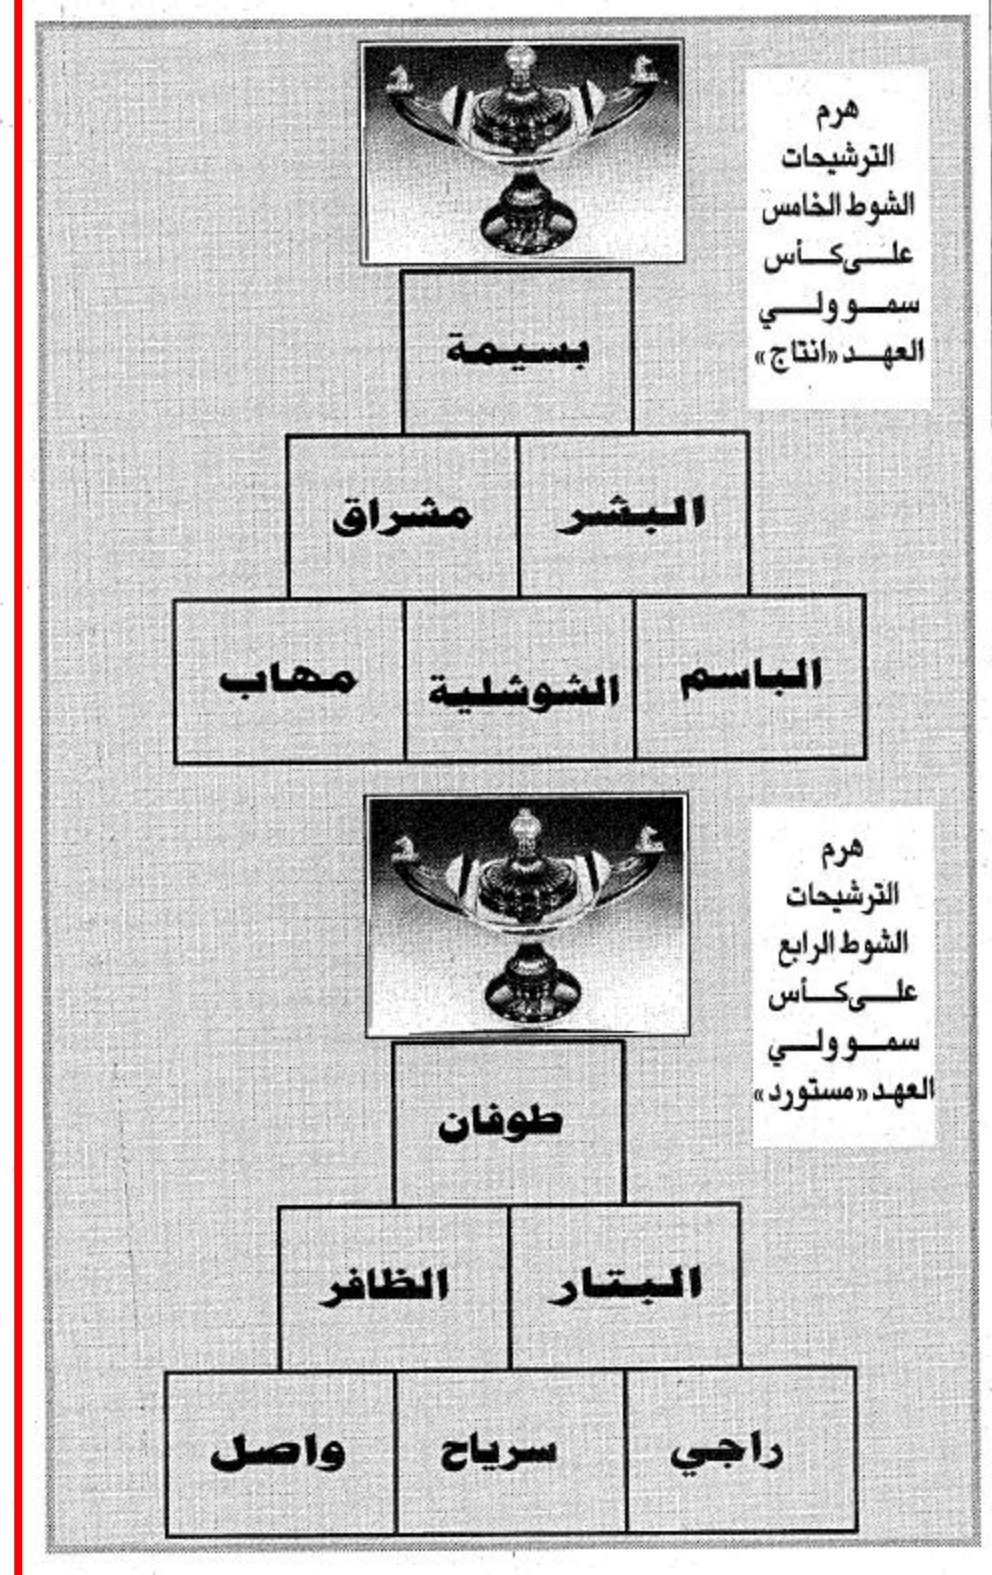 هرم
الترشيحات
الشوط الخامس
على كأس
سمو ولي
العهد «انتاج»
بسيمة
البشر مشراق
الباسم الشوشلية مهاب
هرم
الترشيحات
الشوط الرابع
على كأس
سمو ولي
العهد «مستورد»
طوفان
البتار الظافر
راجي سرياح واصل